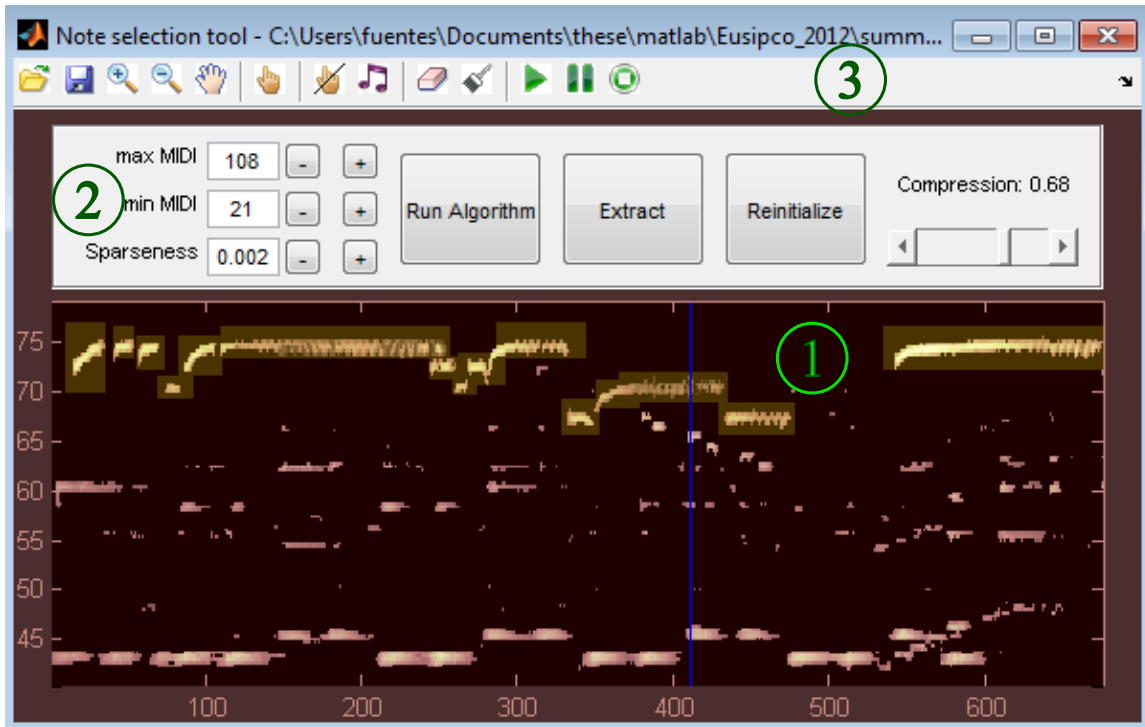 Note selection tool - C:\Users\fuentes\Documents\these\matlab\Eusipco_2012\summ...
3
max MIDI 108 - +
2
min MIDI 21 - +
Sparseness 0.002 - +
Run Algorithm
Extract
Reinitialize
Compression: 0.68
1
75
70
65
60
55
50
45
100 200 300 400 500 600